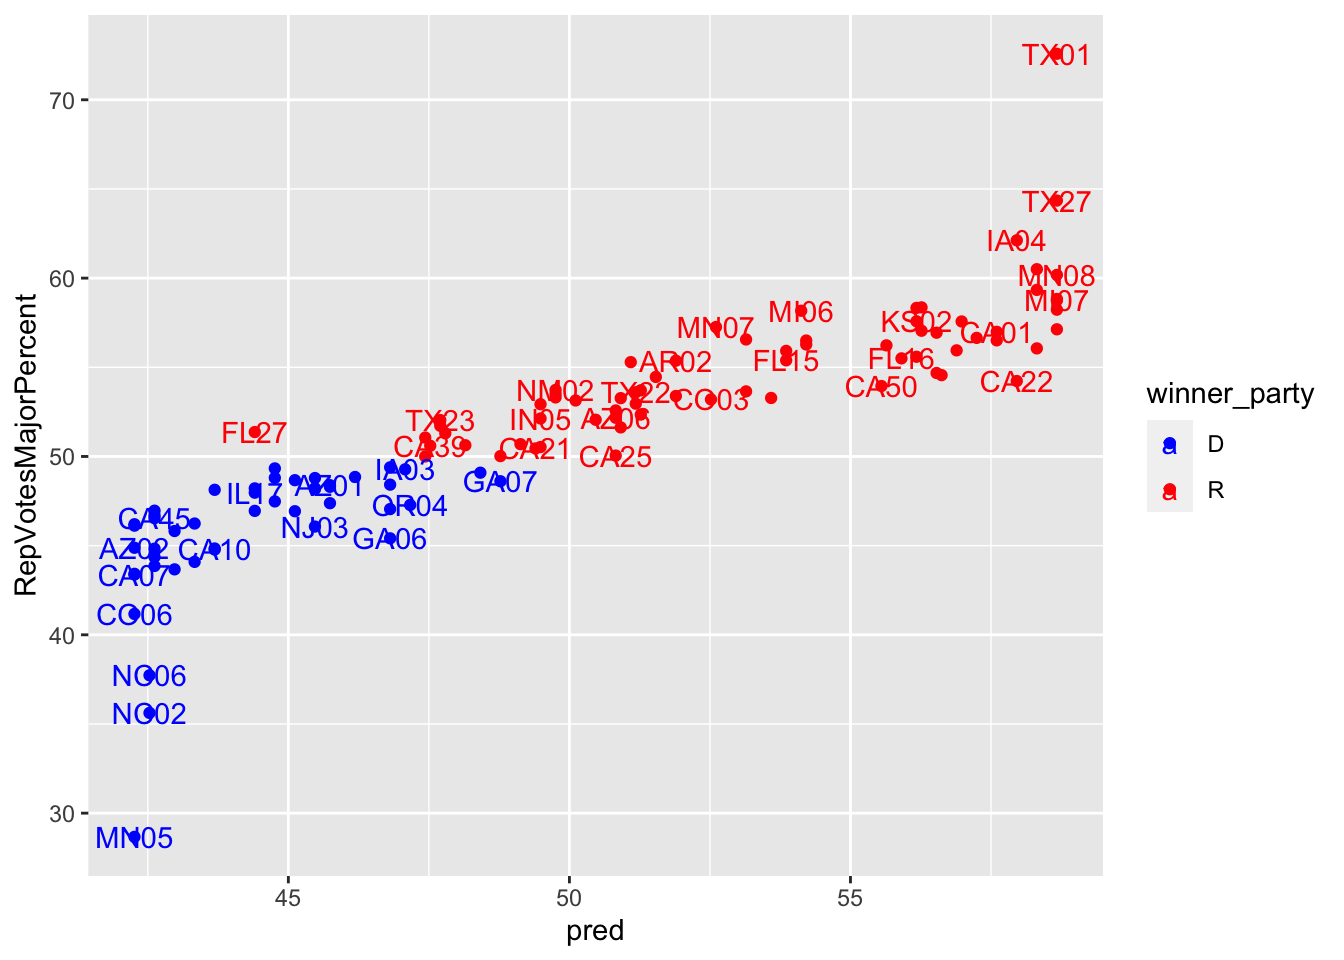 TX01
70
TX27
IA04
60
MN08
MI07
MI06
KS02
MN07
CA01
AR02
FL15
FL16
NM02
TX22
CA50
CA22
CO03
winner_party
TX23
IN05
AZ06
FL27
a D
CA39
CA21
50
CA25
IA03
GA07
AZ01
IL17
a R
OR04
CA45
NJ03
GA06
AZ02
CA10
CA07
CO06
40
NC06
NC02
30
MN05
RepVotesMajorPercent
45
50
55
pred